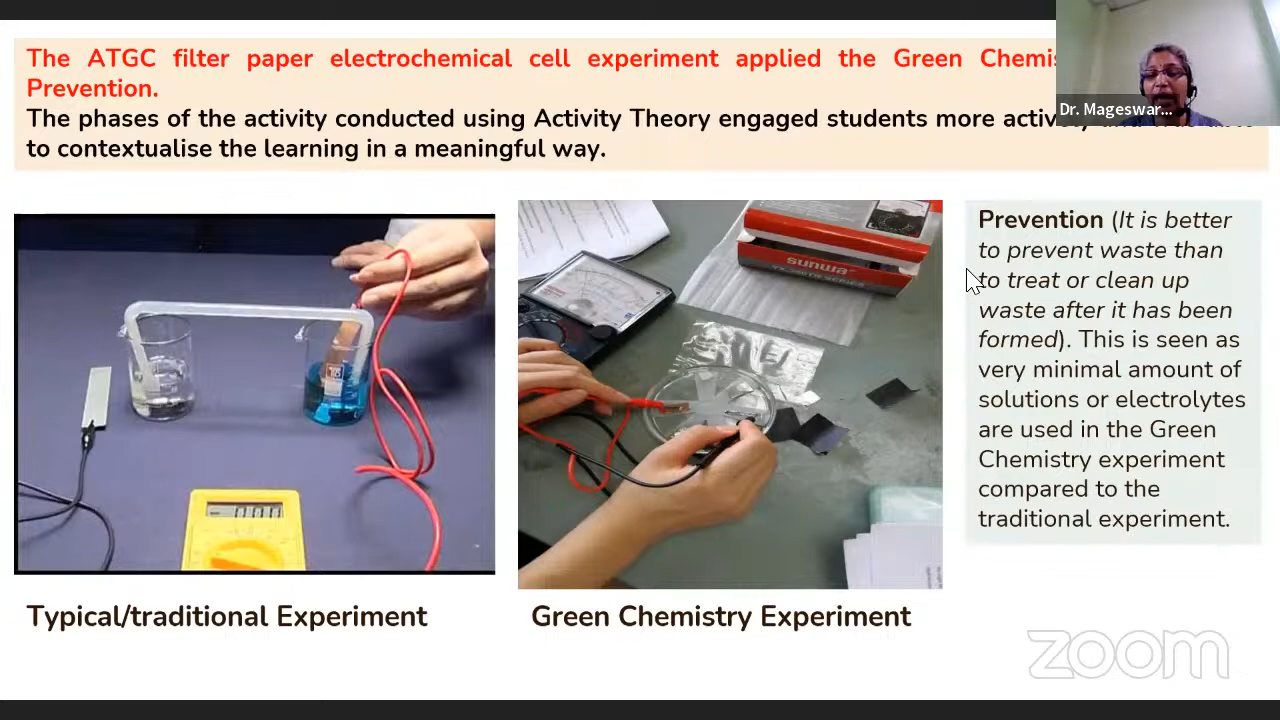 The ATGC filter paper electrochemical cell experiment applied the Green
Prevention.
The phases of the activity conducted using Activity Theory engaged students more
to contextualise the learning in a meaningful way.
Dr. Mageswar...
sunwa
Prevention (It is better
to prevent waste than
to treat or clean up
waste after it has been
formed). This is seen as
very minimal amount of
solutions or electrolytes
are used in the Green
Chemistry experiment
compared to the
traditional experiment.
Typical/traditional Experiment
Green Chemistry Experiment
zoom